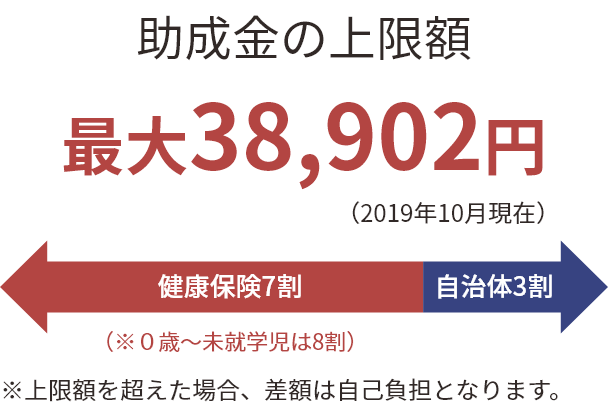 助成金の上限額
最大38,902円
（2019年10月現在）
健康保険7割 自治体3割
（※０歳〜未就学児は8割）
※上限額を超えた場合、差額は自己負担となります。